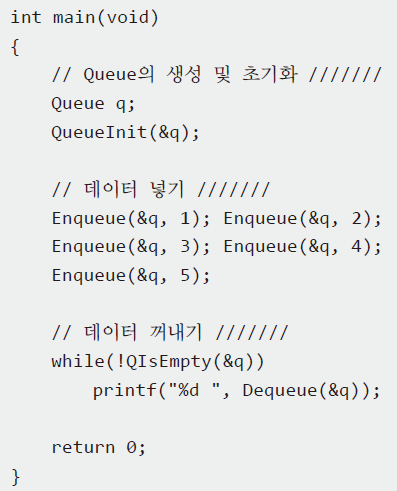 int main(void)
{
    // Queue의 생성 및 초기화 ///////
    Queue q;
    QueueInit(&q);

    // 데이터 넣기 ///////
    Enqueue(&q, 1); Enqueue(&q, 2);
    Enqueue(&q, 3); Enqueue(&q, 4);
    Enqueue(&q, 5);

    // 데이터 꺼내기 ///////
    while(!QIsEmpty(&q))
        printf("%d ", Dequeue(&q));

    return 0;
}